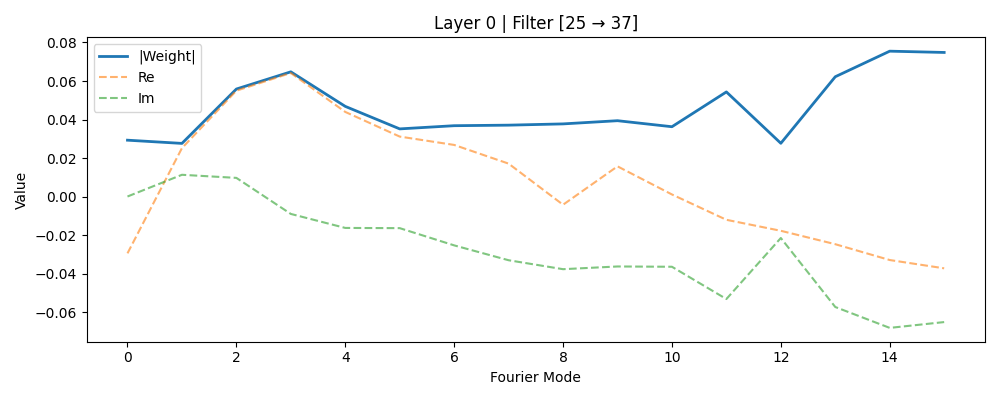 Layer 0 | Filter [25 → 37]
|Weight|
Re
Im
Value
0.08
0.06
0.04
0.02
0.00
−0.02
−0.04
−0.06
0 2 4 6 8 10 12 14
Fourier Mode